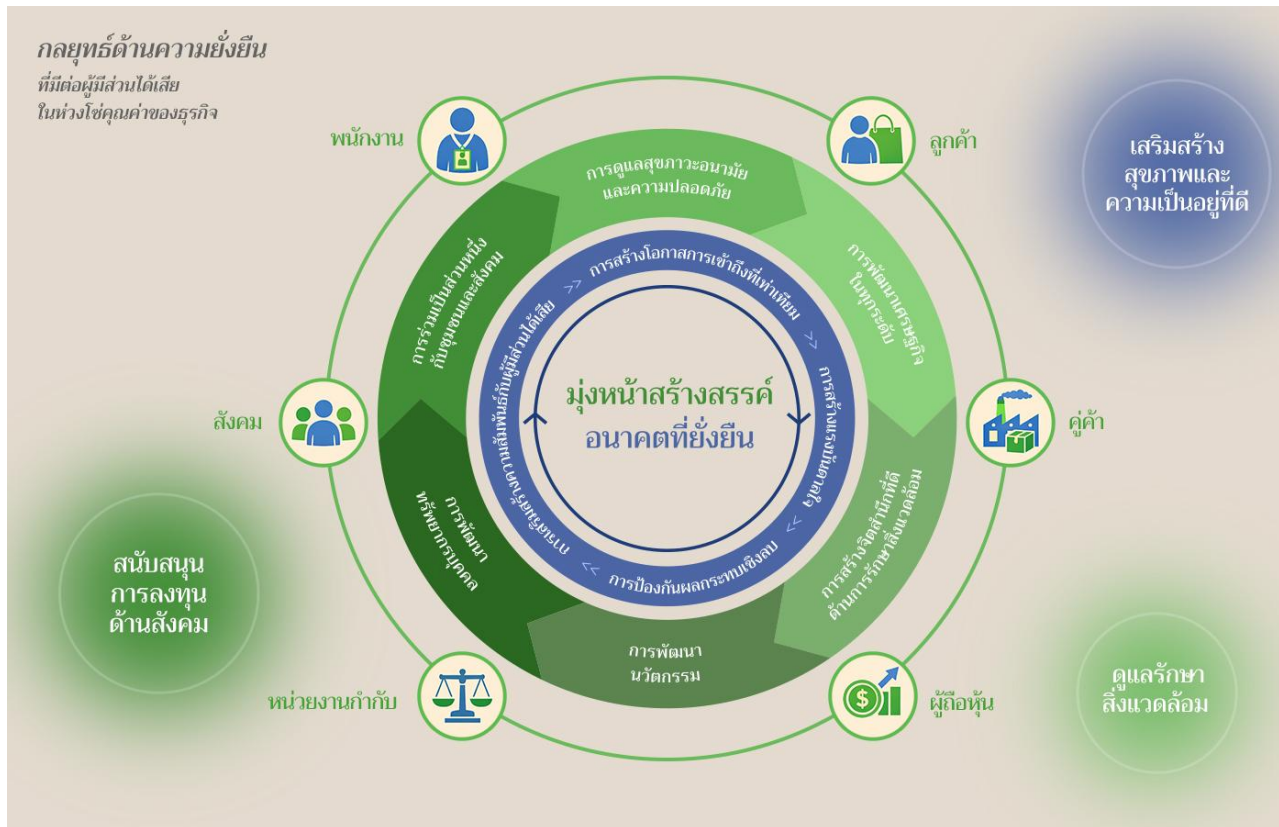 กลยุทธ์ด้านความยั่งยืน
ที่มีต่อผู้มีส่วนได้เสีย
ในห่วงโซ่คุณค่าของธุรกิจ
พนักงาน
ลูกค้า
คู่ค้า
ผู้ถือหุ้น
หน่วยงานกำกับ
สังคม
การดูแลสุขภาวะอนามัย
และความปลอดภัย
การพัฒนาเศรษฐกิจ
ในทุกระดับ
การสร้างจิตสำนึกที่ดี
ด้านการรักษาสิ่งแวดล้อม
การพัฒนา
นวัตกรรม
การพัฒนา
ทรัพยากรบุคคล
การร่วมเป็นส่วนหนึ่ง
กับชุมชนและสังคม
>> การสร้างโอกาสการเข้าถึงที่เท่าเทียม
>> การสร้างแรงบันดาลใจ
>> การป้องกันผลกระทบเชิงลบ
>> การเสริมสร้างความสัมพันธ์กับผู้มีส่วนได้เสีย
มุ่งหน้าสร้างสรรค์
อนาคตที่ยั่งยืน
เสริมสร้าง
สุขภาพและ
ความเป็นอยู่ที่ดี
สนับสนุน
การลงทุน
ด้านสังคม
ดูแลรักษา
สิ่งแวดล้อม
$